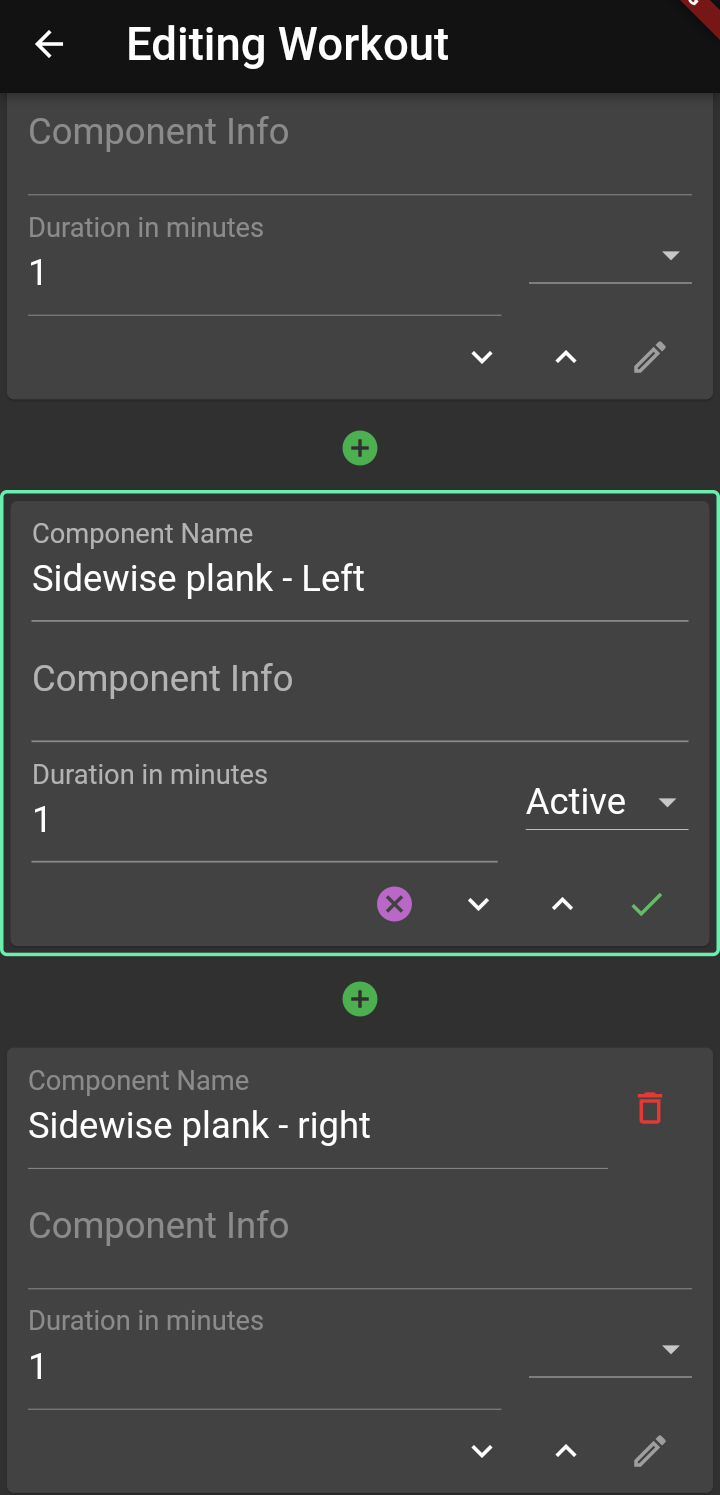 Editing Workout
Component Info
Duration in minutes
1
Component Name
Sidewise plank - Left
Component Info
Duration in minutes
1
Active
Component Name
Sidewise plank - right
Component Info
Duration in minutes
1